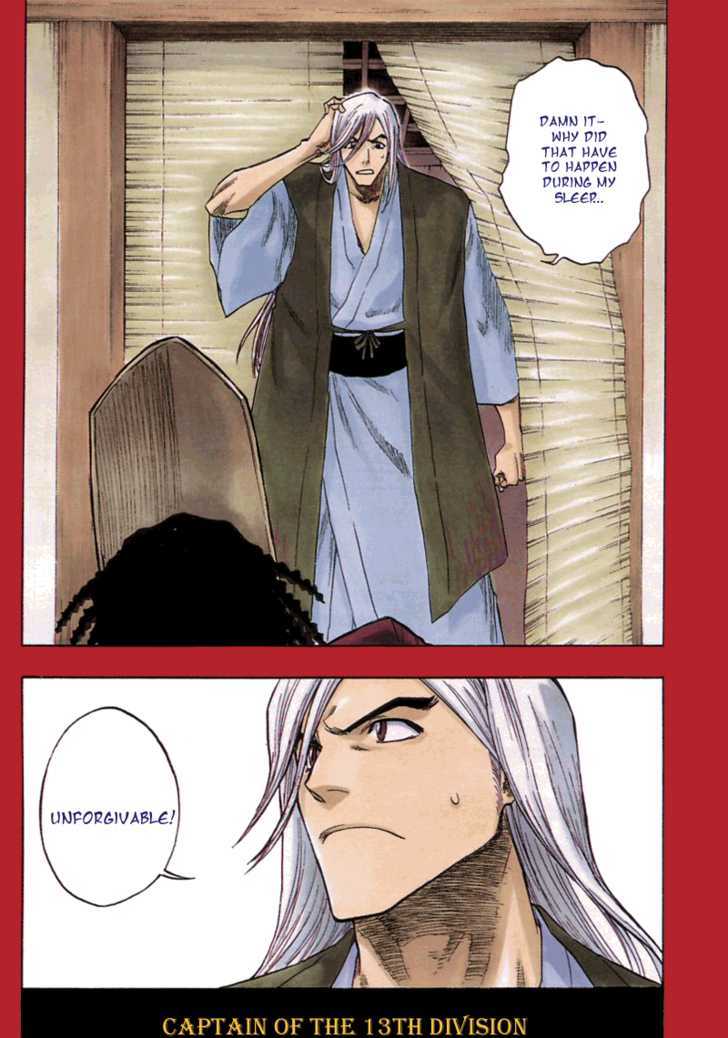 DAMN IT-
WHY DID
THAT HAVE
TO HAPPEN
DURING MY
SLEEP..
UNFORGIVABLE!
CAPTAIN OF THE 13TH DIVISION